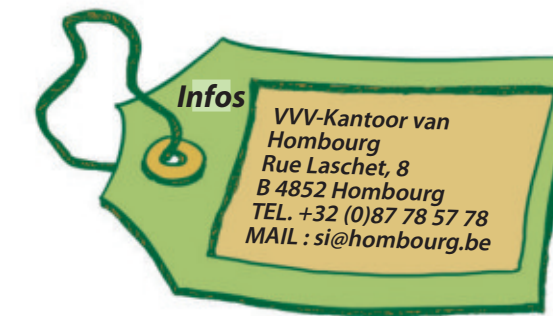 Infos
VVV-Kantoor van
Hombourg
Rue Laschet, 8
B 4852 Hombourg
TEL. +32 (0)87 78 57 78
MAIL : si@hombourg.be